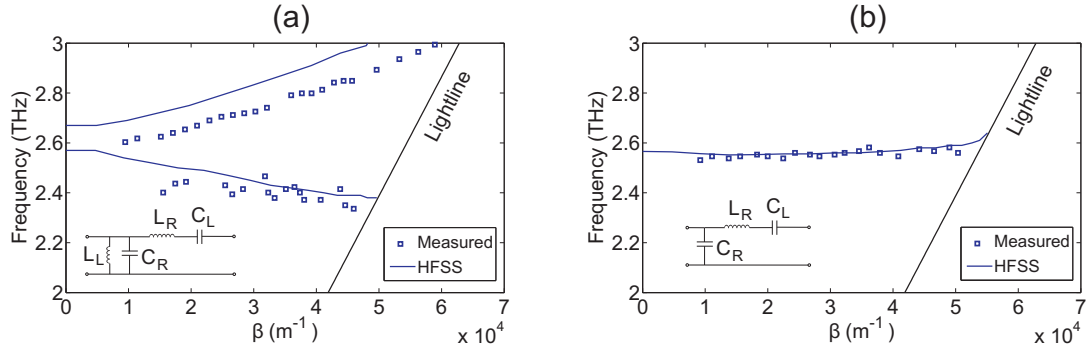 (a)
3
2.8
2.6
2.4
2.2
2
Frequency (THz)
0 1 2 3 4 5 6 7
β (m⁻¹)
x 10⁴
Lightline
L_R C_L
L_L C_R
Measured
HFSS
(b)
3
2.8
2.6
2.4
2.2
2
Frequency (THz)
0 1 2 3 4 5 6 7
β (m⁻¹)
x 10⁴
Lightline
L_R C_L
C_R
Measured
HFSS